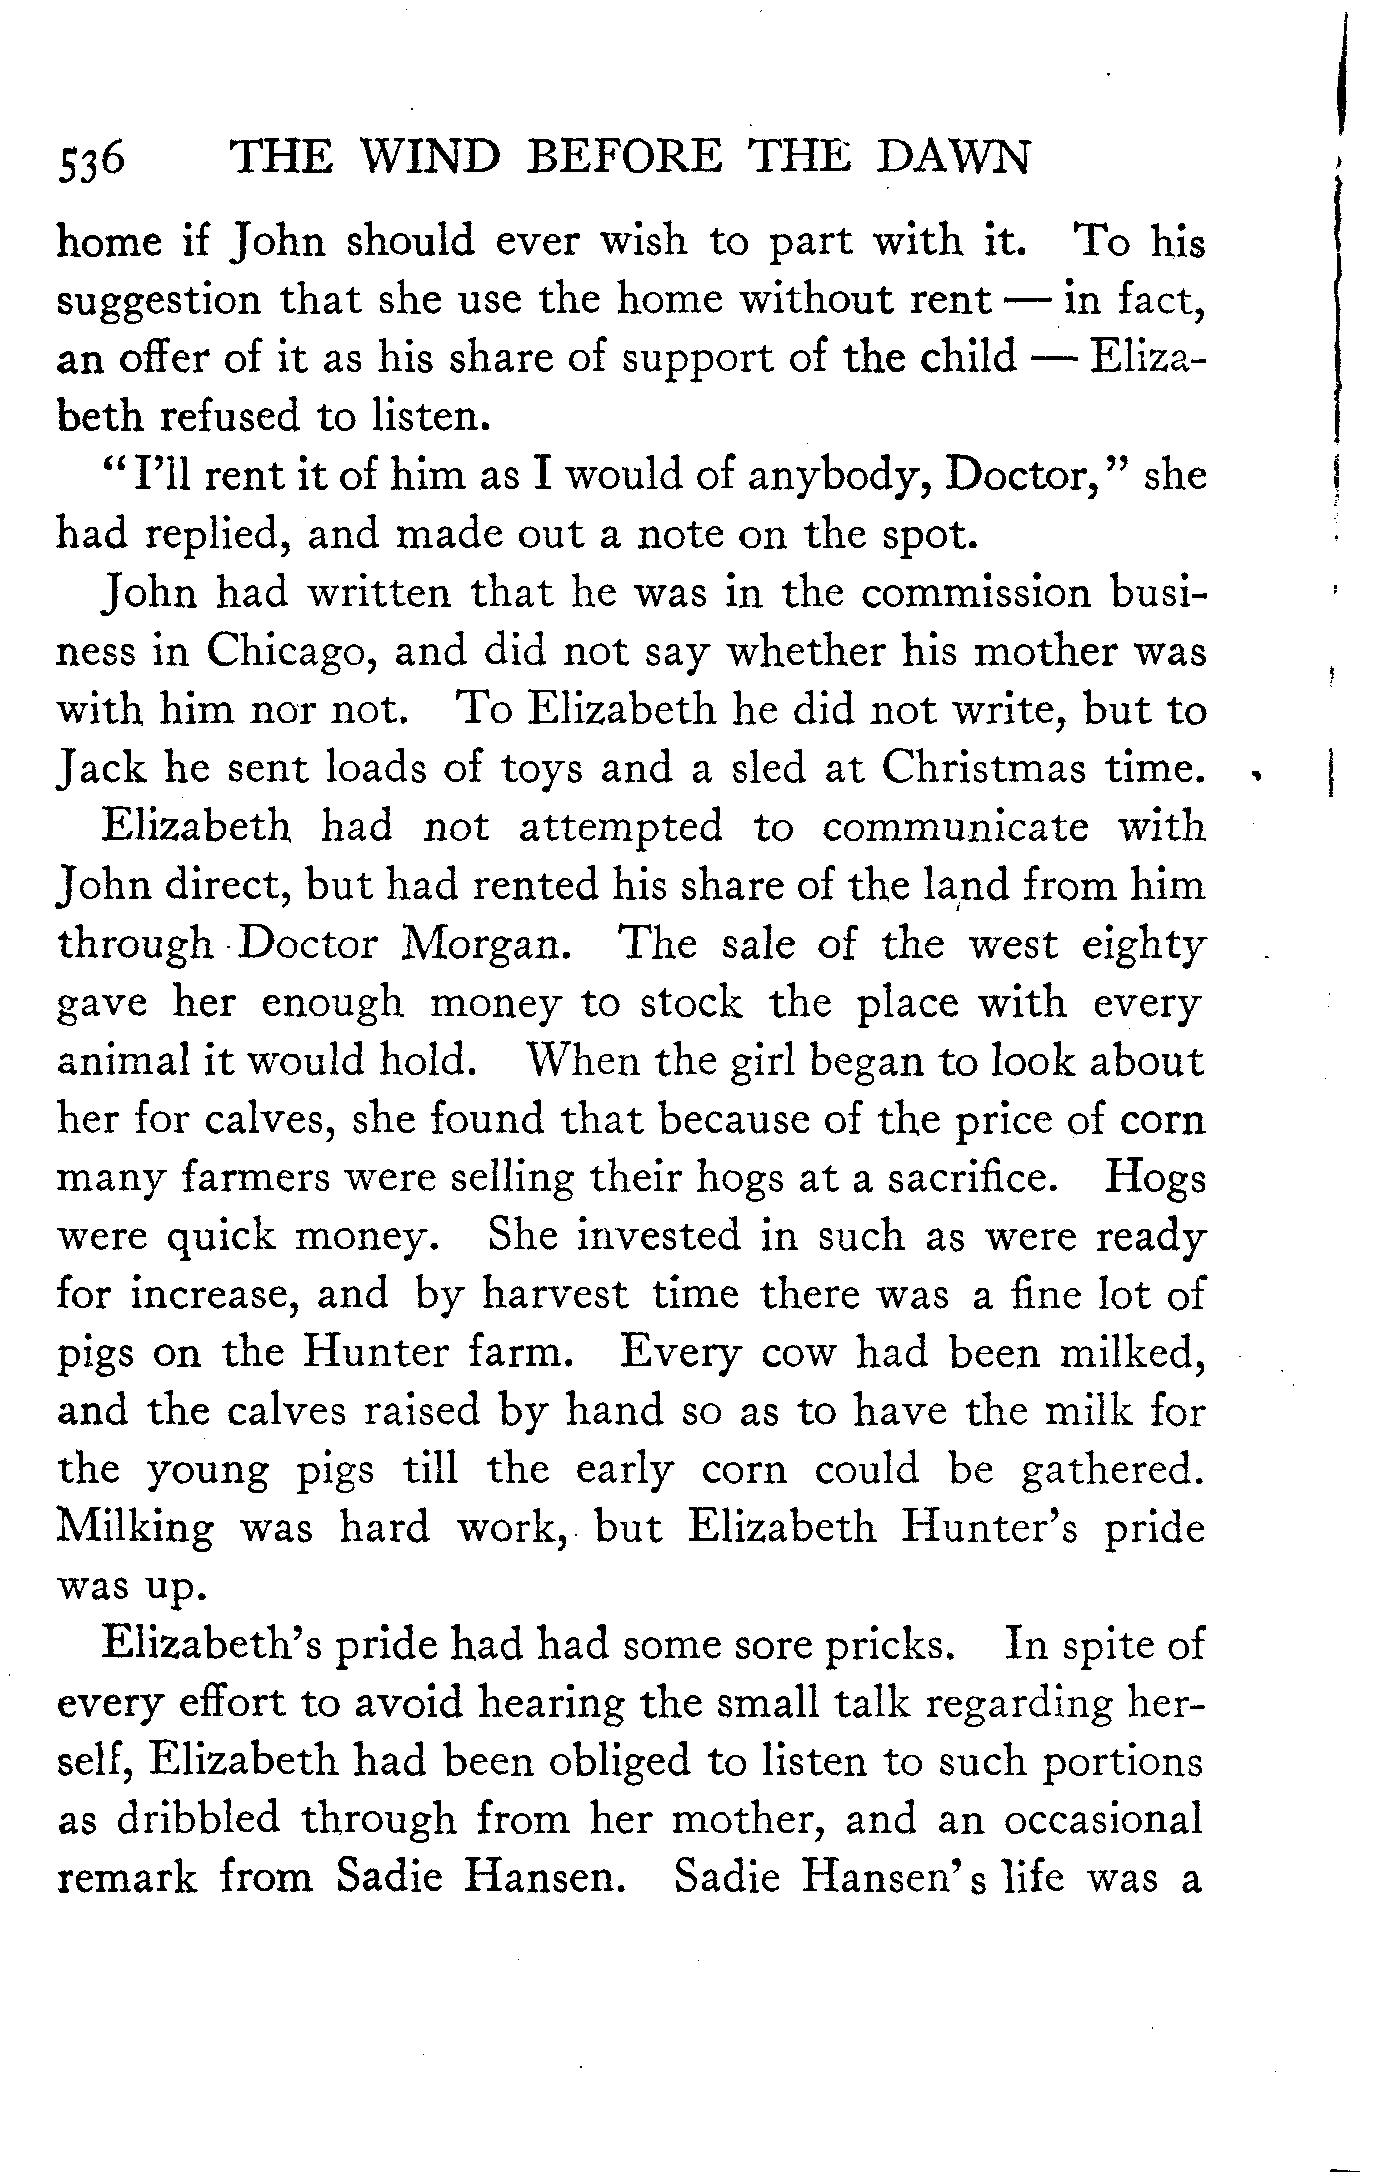 536 THE WIND BEFORE THE DAWN
home if John should ever wish to part with it. To his
suggestion that she use the home without rent — in fact,
an offer of it as his share of support of the child — Eliza-
beth refused to listen.
"I'll rent it of him as I would of anybody, Doctor," she
had replied, and made out a note on the spot.
John had written that he was in the commission busi-
ness in Chicago, and did not say whether his mother was
with him nor not. To Elizabeth he did not write, but to
Jack he sent loads of toys and a sled at Christmas time.
Elizabeth had not attempted to communicate with
John direct, but had rented his share of the land from him
through Doctor Morgan. The sale of the west eighty
gave her enough money to stock the place with every
animal it would hold. When the girl began to look about
her for calves, she found that because of the price of corn
many farmers were selling their hogs at a sacrifice. Hogs
were quick money. She invested in such as were ready
for increase, and by harvest time there was a fine lot of
pigs on the Hunter farm. Every cow had been milked,
and the calves raised by hand so as to have the milk for
the young pigs till the early corn could be gathered.
Milking was hard work, but Elizabeth Hunter's pride
was up.
Elizabeth's pride had had some sore pricks. In spite of
every effort to avoid hearing the small talk regarding her-
self, Elizabeth had been obliged to listen to such portions
as dribbled through from her mother, and an occasional
remark from Sadie Hansen. Sadie Hansen's life was a